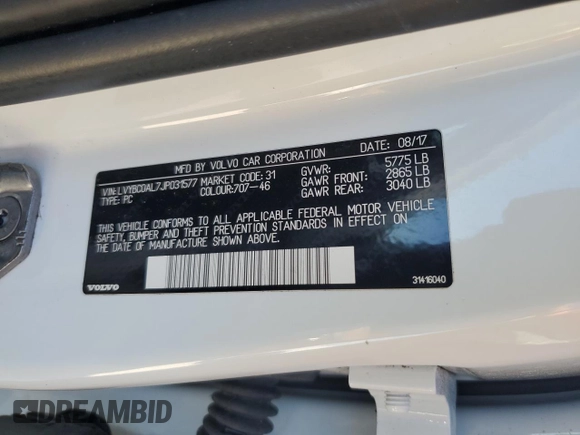 MFD BY VOLVO CAR CORPORATION DATE: 08/17
VIN: LVYBC0AL7JP031577 MARKET CODE: 31 GVWR: 5775 LB
TYPE: PC COLOUR: 707-46 GAWR FRONT: 2865 LB
GAWR REAR: 3040 LB
THIS VEHICLE CONFORMS TO ALL APPLICABLE FEDERAL MOTOR VEHICLE
SAFETY, BUMPER AND THEFT PREVENTION STANDARDS IN EFFECT ON
THE DATE OF MANUFACTURE SHOWN ABOVE.
VOLVO 31416040
DREAMBID